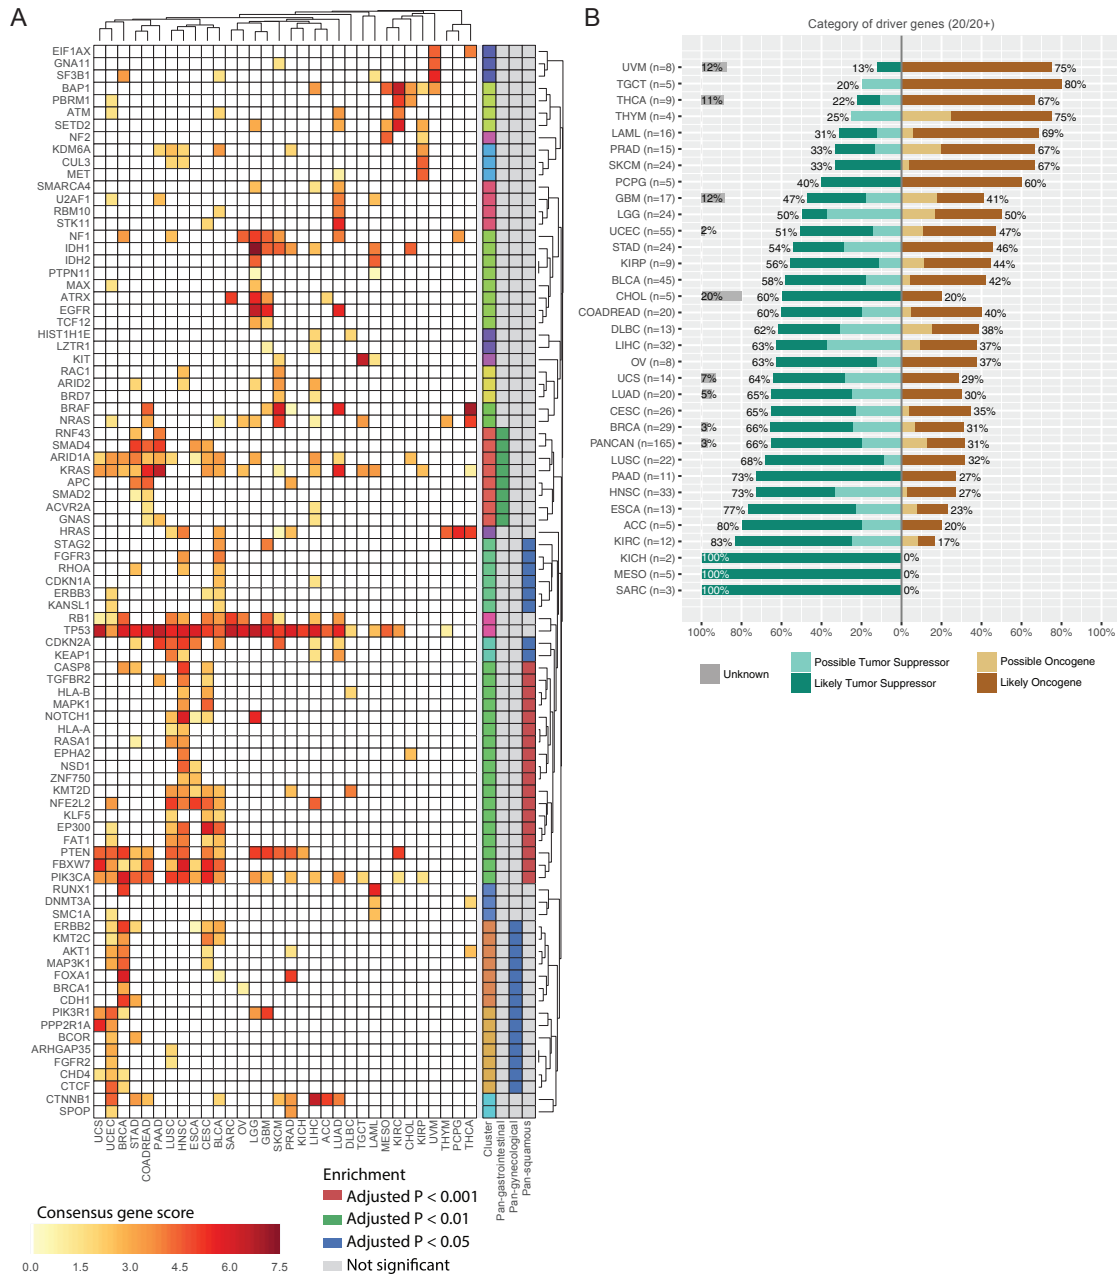 A
EIF1AX
GNA11
SF3B1
BAP1
PBRM1
ATM
SETD2
NF2
KDM6A
CUL3
MET
SMARCA4
U2AF1
RBM10
STK11
NF1
IDH1
IDH2
PTPN11
MAX
ATRX
EGFR
TCF12
HIST1H1E
LZTR1
KIT
RAC1
ARID2
BRD7
BRAF
NRAS
RNF43
SMAD4
ARID1A
KRAS
APC
SMAD2
ACVR2A
GNAS
HRAS
STAG2
FGFR3
RHOA
CDKN1A
ERBB3
KANSL1
RB1
TP53
CDKN2A
KEAP1
CASP8
TGFBR2
HLA-B
MAPK1
NOTCH1
HLA-A
RASA1
EPHA2
NSD1
ZNF750
KMT2D
NFE2L2
KLF5
EP300
FAT1
PTEN
FBXW7
PIK3CA
RUNX1
DNMT3A
SMC1A
ERBB2
KMT2C
AKT1
MAP3K1
FOXA1
BRCA1
CDH1
PIK3R1
PPP2R1A
BCOR
ARHGAP35
FGFR2
CHD4
CTCF
CTNNB1
SPOP
UCS
UCEC
BRCA
STAD
COADREAD
PAAD
LUSC
HNSC
ESCA
CESC
BLCA
SARC
OV
LGG
GBM
SKCM
PRAD
KICH
LIHC
ACC
LUAD
DLBC
TGCT
LAML
MESO
KIRC
CHOL
KIRP
UVM
THYM
PCPG
THCA
Cluster
Pan-gastrointestinal
Pan-gynecological
Pan-squamous
Consensus gene score
0.0 1.5 3.0 4.5 6.0 7.5
Enrichment
Adjusted P < 0.001
Adjusted P < 0.01
Adjusted P < 0.05
Not significant
B
Category of driver genes (20/20+)
UVM (n=8) 12% 13% 75%
TGCT (n=5) 20% 80%
THCA (n=9) 11% 22% 67%
THYM (n=4) 25% 75%
LAML (n=16) 31% 69%
PRAD (n=15) 33% 67%
SKCM (n=24) 33% 67%
PCPG (n=5) 40% 60%
GBM (n=17) 12% 47% 41%
LGG (n=24) 50% 50%
UCEC (n=55) 2% 51% 47%
STAD (n=24) 54% 46%
KIRP (n=9) 56% 44%
BLCA (n=45) 58% 42%
CHOL (n=5) 20% 60% 20%
COADREAD (n=20) 60% 40%
DLBC (n=13) 62% 38%
LIHC (n=32) 63% 37%
OV (n=8) 63% 37%
UCS (n=14) 7% 64% 29%
LUAD (n=20) 5% 65% 30%
CESC (n=26) 65% 35%
BRCA (n=29) 3% 66% 31%
PANCAN (n=165) 3% 66% 31%
LUSC (n=22) 68% 32%
PAAD (n=11) 73% 27%
HNSC (n=33) 73% 27%
ESCA (n=13) 77% 23%
ACC (n=5) 80% 20%
KIRC (n=12) 83% 17%
KICH (n=2) 100% 0%
MESO (n=5) 100% 0%
SARC (n=3) 100% 0%
100% 80% 60% 40% 20% 0% 20% 40% 60% 80% 100%
Unknown
Possible Tumor Suppressor
Likely Tumor Suppressor
Possible Oncogene
Likely Oncogene